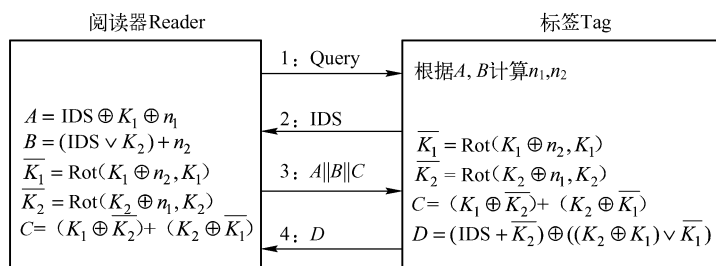 阅读器Reader
标签Tag
1：Query
根据A, B计算n₁,n₂
A = IDS ⊕ K₁ ⊕ n₁
B = (IDS ∨ K₂) + n₂
2：IDS
K̅₁ = Rot(K₁ ⊕ n₂, K₁)
K̅₂ = Rot(K₂ ⊕ n₁, K₂)
C= (K₁ ⊕ K̅₂)+ (K₂ ⊕ K̅₁)
3：A||B||C
K̅₁ = Rot(K₁ ⊕ n₂, K₁)
K̅₂ = Rot(K₂ ⊕ n₁, K₂)
C= (K₁ ⊕ K̅₂)+ (K₂ ⊕ K̅₁)
4：D
D = (IDS + K̅₂) ⊕ ((K₂ ⊕ K₁) ∨ K̅₁)